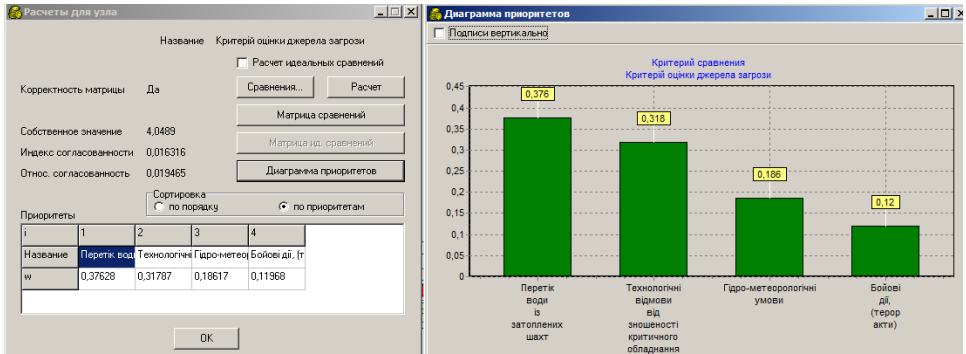 Расчеты для узла
Название Критерій оцінки джерела загрози
Расчет идеальных сравнений
Корректность матрицы Да
Сравнения... Расчет
Матрица сравнений
Собственное значение 4,0489
Матрица ид. сравнений
Индекс согласованности 0,016316
Относ. согласованность 0,019465
Диаграмма приоритетов
Сортировка
по порядку по приоритетам
Приоритеты
i 1 2 3 4
Название Перетік вод Технологічні Гідро-метеор Бойові дії, (т
w 0,37628 0,31787 0,18617 0,11968
OK
Диаграмма приоритетов
Подписи вертикально
Критерий сравнения
Критерій оцінки джерела загрози
0,45
0,4
0,35
0,3
0,25
0,2
0,15
0,1
0,05
0
0,376
0,318
0,186
0,12
Перетік
води
із
затоплених
шахт
Технологічні
відмови
від
зношеності
критичного
обладнання
Гідро-метеорологічні
умови
Бойові
дії,
(терор
акти)